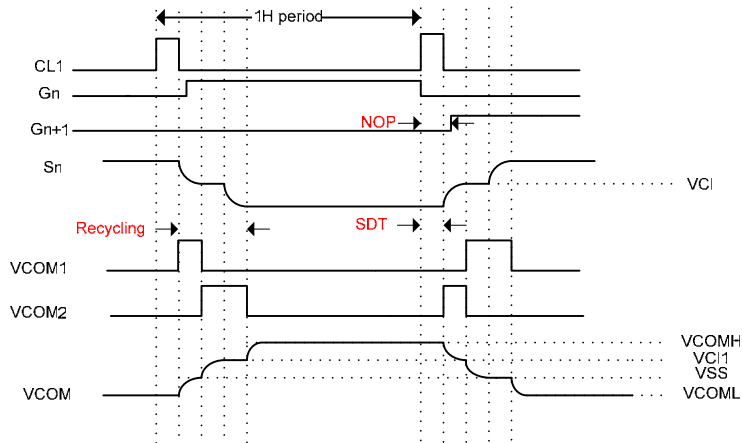 1H period
CL1
Gn
NOP
Gn+1
Sn
VCI
Recycling
SDT
VCOM1
VCOM2
VCOMH
VCI1
VSS
VCOM
VCOML